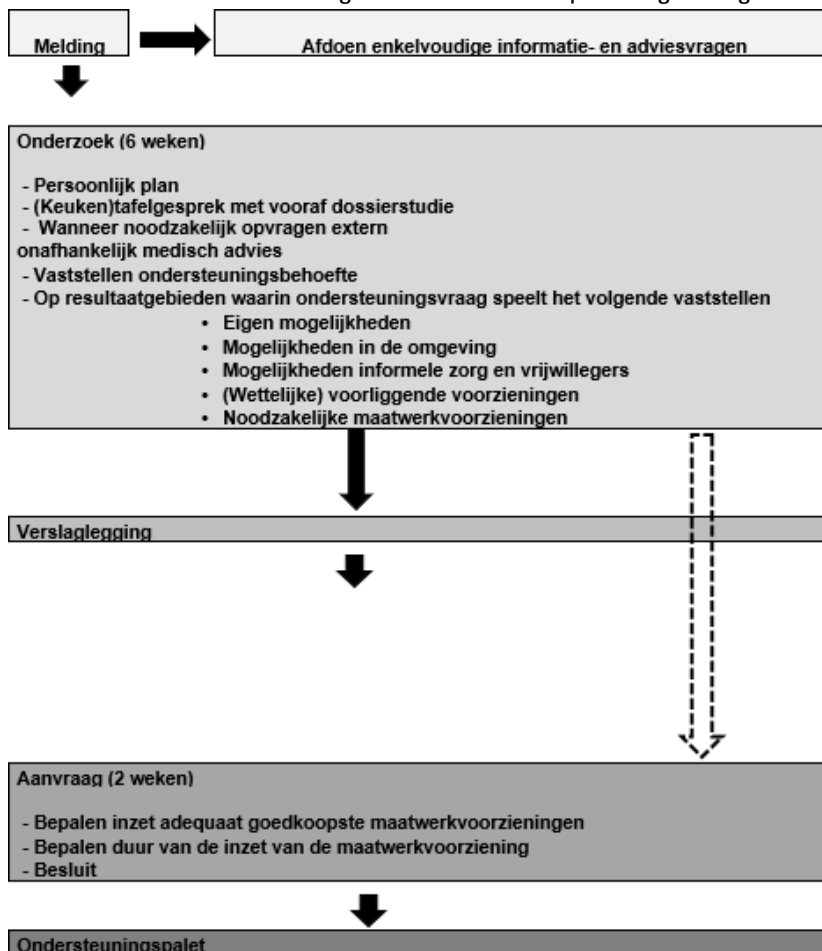 Melding
Afdoen enkelvoudige informatie- en adviesvragen
Onderzoek (6 weken)
- Persoonlijk plan
- (Keuken)tafelgesprek met vooraf dossierstudie
- Wanneer noodzakelijk opvragen extern
onafhankelijk medisch advies
- Vaststellen ondersteuningsbehoefte
- Op resultaatgebieden waarin ondersteuningsvraag speelt het volgende vaststellen
• Eigen mogelijkheden
• Mogelijkheden in de omgeving
• Mogelijkheden informele zorg en vrijwillegers
• (Wettelijke) voorliggende voorzieningen
• Noodzakelijke maatwerkvoorzieningen
Verslaglegging
Aanvraag (2 weken)
- Bepalen inzet adequaat goedkoopste maatwerkvoorzieningen
- Bepalen duur van de inzet van de maatwerkvoorziening
- Besluit
Ondersteuningspalet